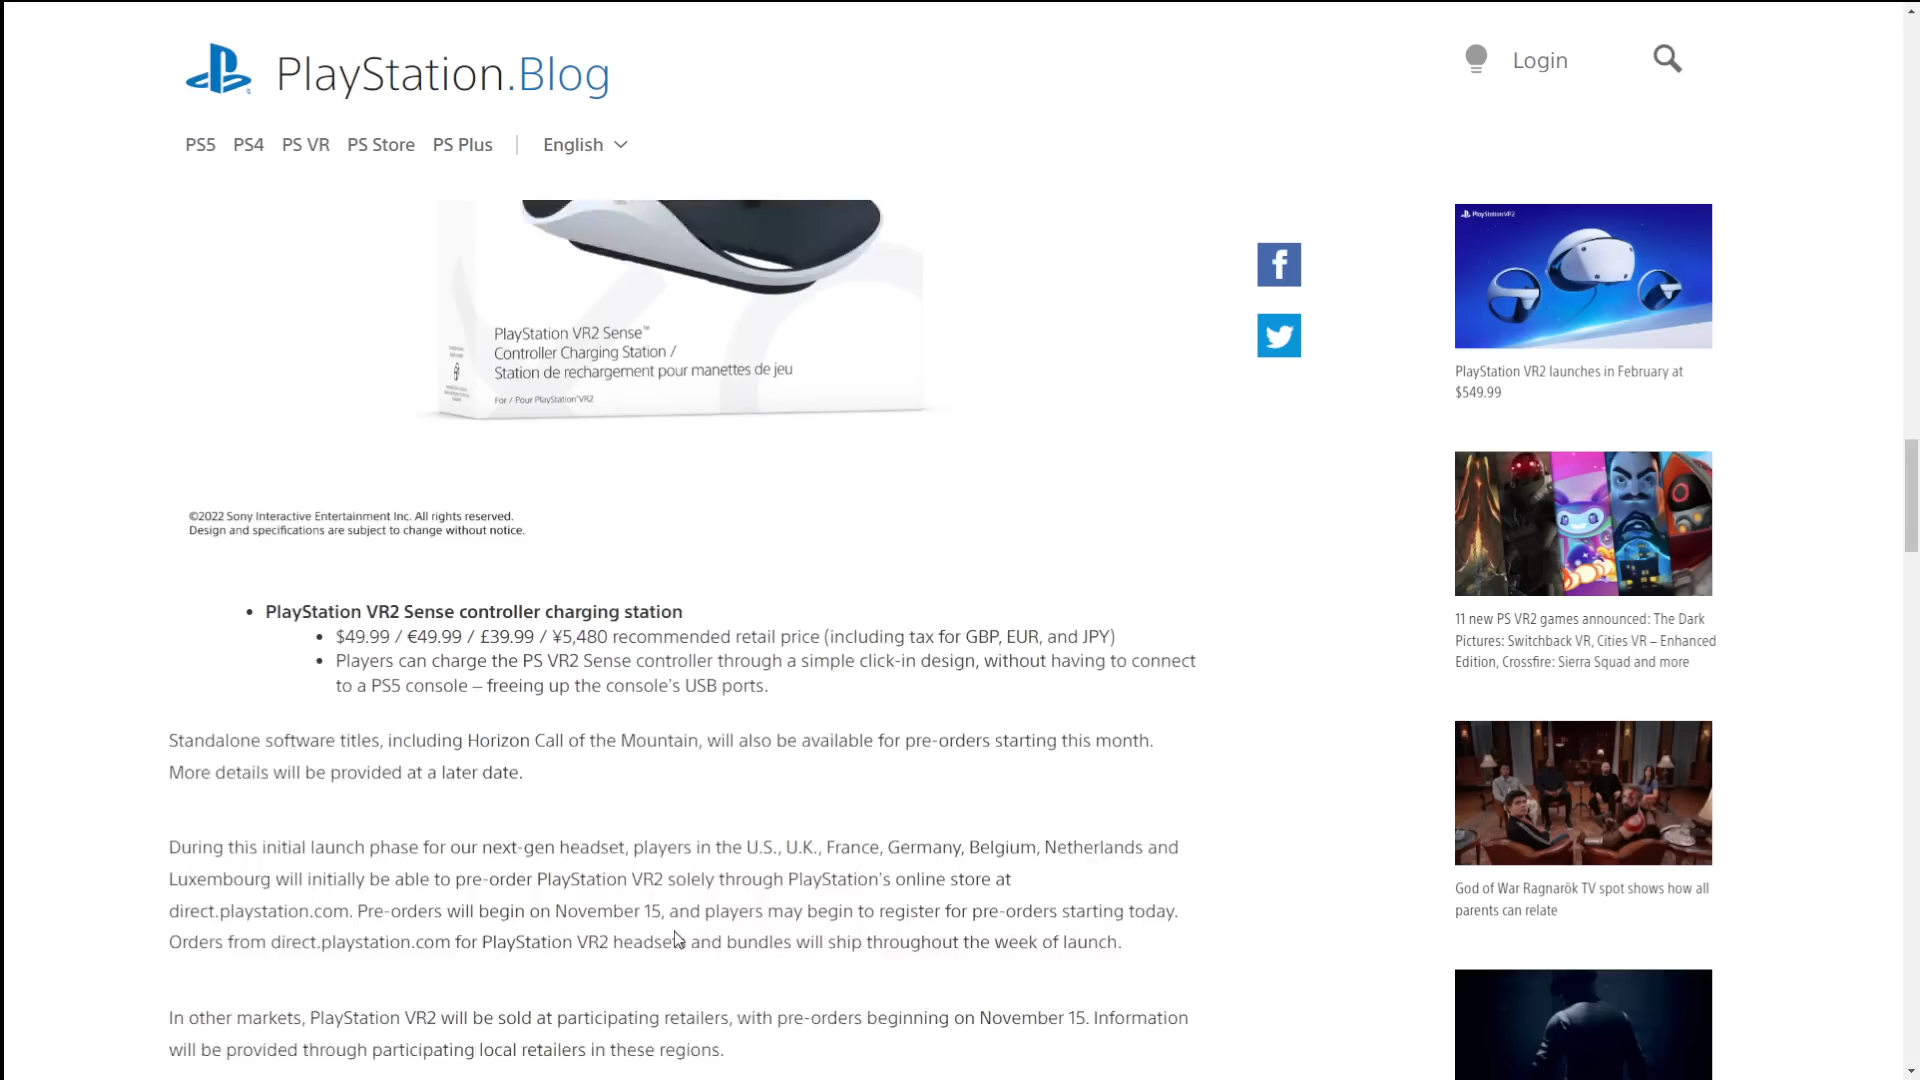 PlayStation.Blog
Login
PS5 PS4 PS VR PS Store PS Plus English
PlayStation VR2 Sense™
Controller Charging Station /
Station de rechargement pour manettes de jeu
For / Pour PlayStation®VR2
©2022 Sony Interactive Entertainment Inc. All rights reserved.
Design and specifications are subject to change without notice.
• PlayStation VR2 Sense controller charging station
• $49.99 / €49.99 / £39.99 / ¥5,480 recommended retail price (including tax for GBP, EUR, and JPY)
• Players can charge the PS VR2 Sense controller through a simple click-in design, without having to connect
to a PS5 console – freeing up the console's USB ports.
Standalone software titles, including Horizon Call of the Mountain, will also be available for pre-orders starting this month.
More details will be provided at a later date.
During this initial launch phase for our next-gen headset, players in the U.S., U.K., France, Germany, Belgium, Netherlands and
Luxembourg will initially be able to pre-order PlayStation VR2 solely through PlayStation's online store at
direct.playstation.com. Pre-orders will begin on November 15, and players may begin to register for pre-orders starting today.
Orders from direct.playstation.com for PlayStation VR2 headsets and bundles will ship throughout the week of launch.
In other markets, PlayStation VR2 will be sold at participating retailers, with pre-orders beginning on November 15. Information
will be provided through participating local retailers in these regions.
PlayStation VR2
PlayStation VR2 launches in February at
$549.99
11 new PS VR2 games announced: The Dark
Pictures: Switchback VR, Cities VR – Enhanced
Edition, Crossfire: Sierra Squad and more
God of War Ragnarök TV spot shows how all
parents can relate